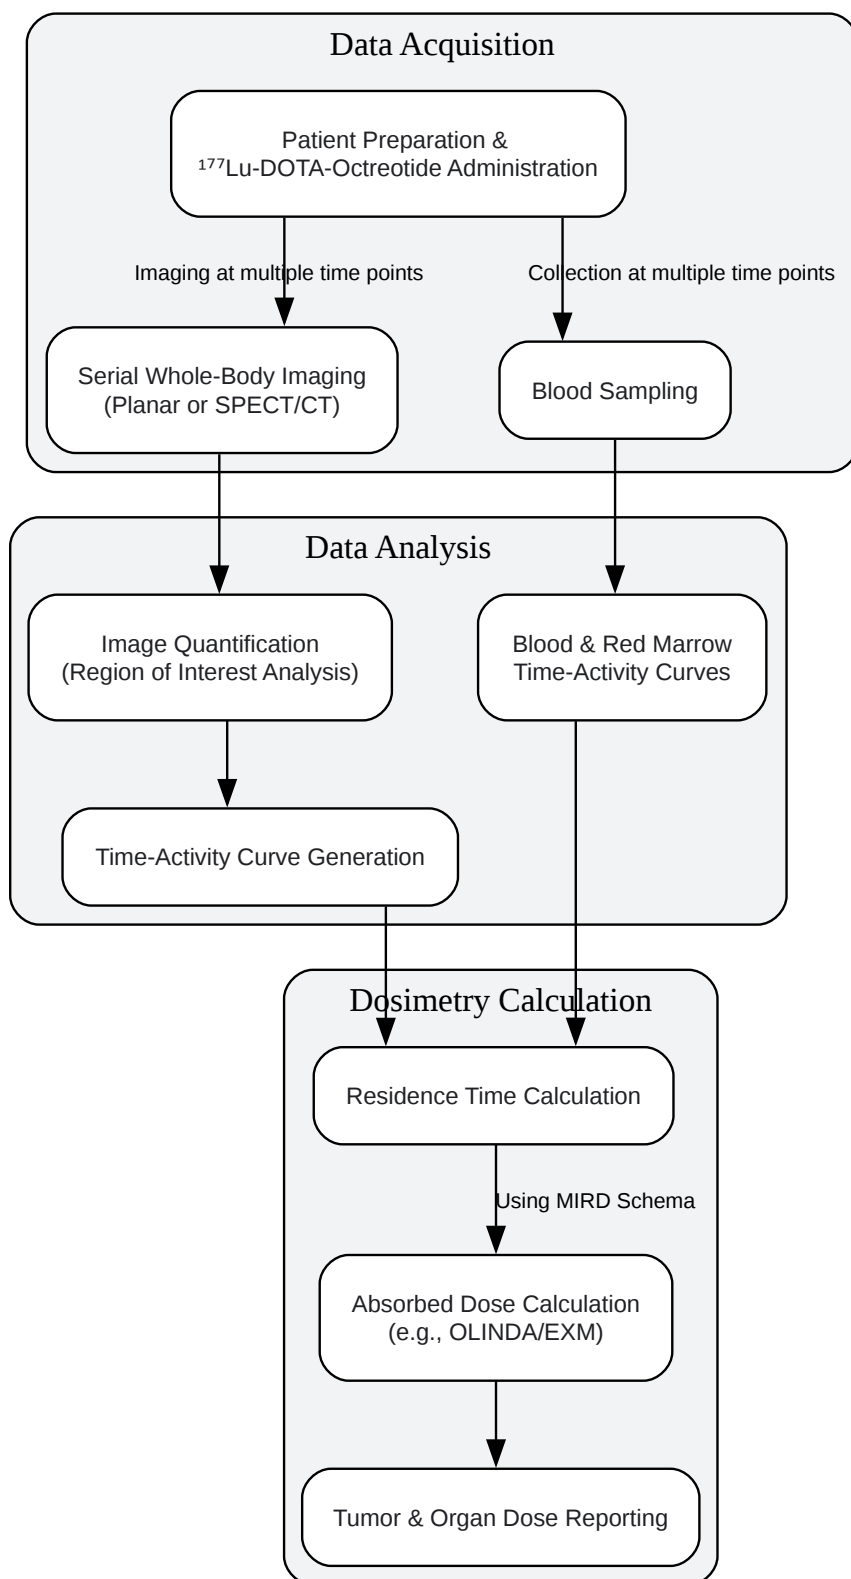 Data Acquisition
Patient Preparation &
¹⁷⁷Lu-DOTA-Octreotide Administration
Imaging at multiple time points
Collection at multiple time points
Serial Whole-Body Imaging
(Planar or SPECT/CT)
Blood Sampling
Data Analysis
Image Quantification
(Region of Interest Analysis)
Blood & Red Marrow
Time-Activity Curves
Time-Activity Curve Generation
Dosimetry Calculation
Residence Time Calculation
Using MIRD Schema
Absorbed Dose Calculation
(e.g., OLINDA/EXM)
Tumor & Organ Dose Reporting